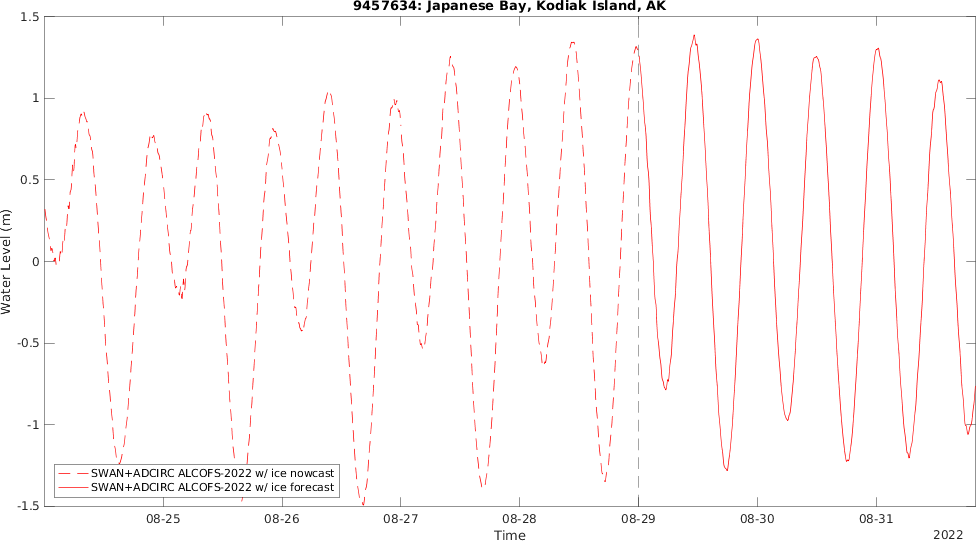 9457634: Japanese Bay, Kodiak Island, AK
1.5
1
0.5
0
-0.5
-1
-1.5
Water Level (m)
SWAN+ADCIRC ALCOFS-2022 w/ ice nowcast
SWAN+ADCIRC ALCOFS-2022 w/ ice forecast
08-25 08-26 08-27 08-28 08-29 08-30 08-31
Time
2022